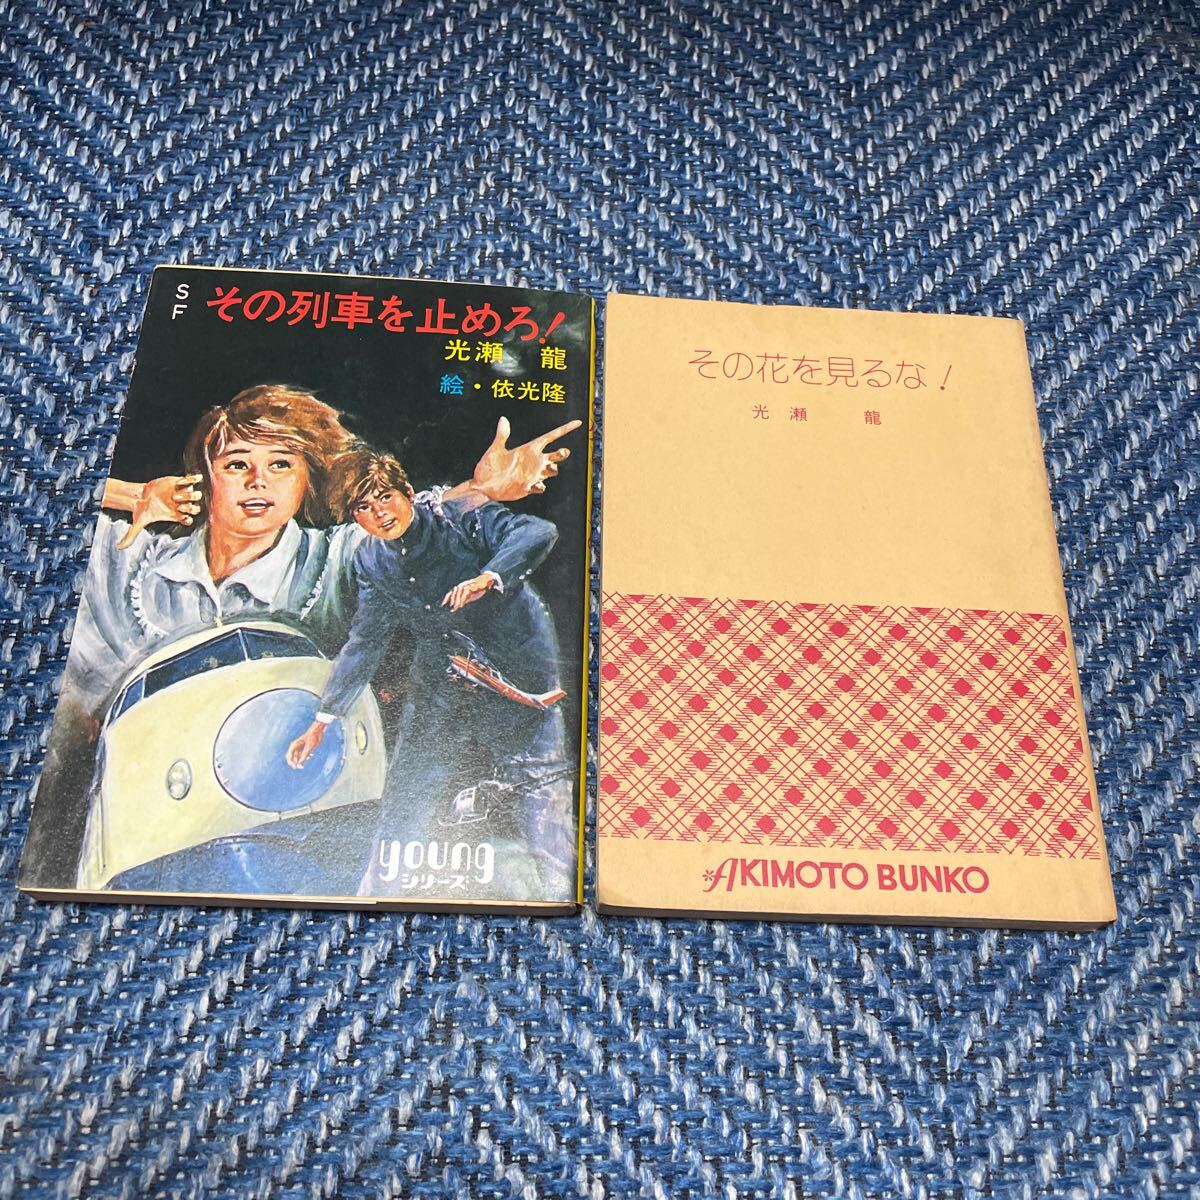 SF
その列車を止めろ!
光瀬 龍
絵・依光隆
young
シリーズ
その花を見るな!
光瀬 龍
AKIMOTO BUNKO